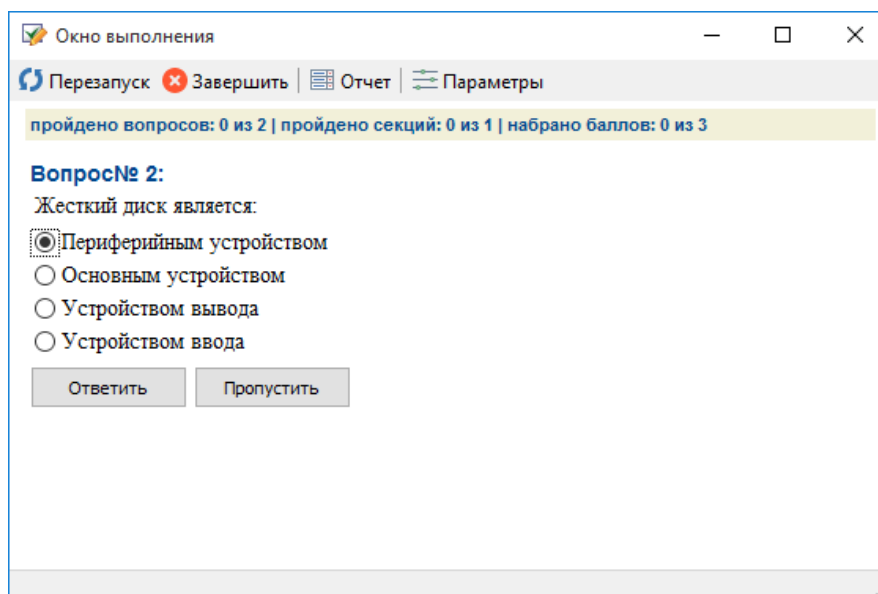 Окно выполнения
Перезапуск Завершить Отчет Параметры
пройдено вопросов: 0 из 2 | пройдено секций: 0 из 1 | набрано баллов: 0 из 3
Вопрос№ 2:
Жесткий диск является:
Периферийным устройством
Основным устройством
Устройством вывода
Устройством ввода
Ответить Пропустить